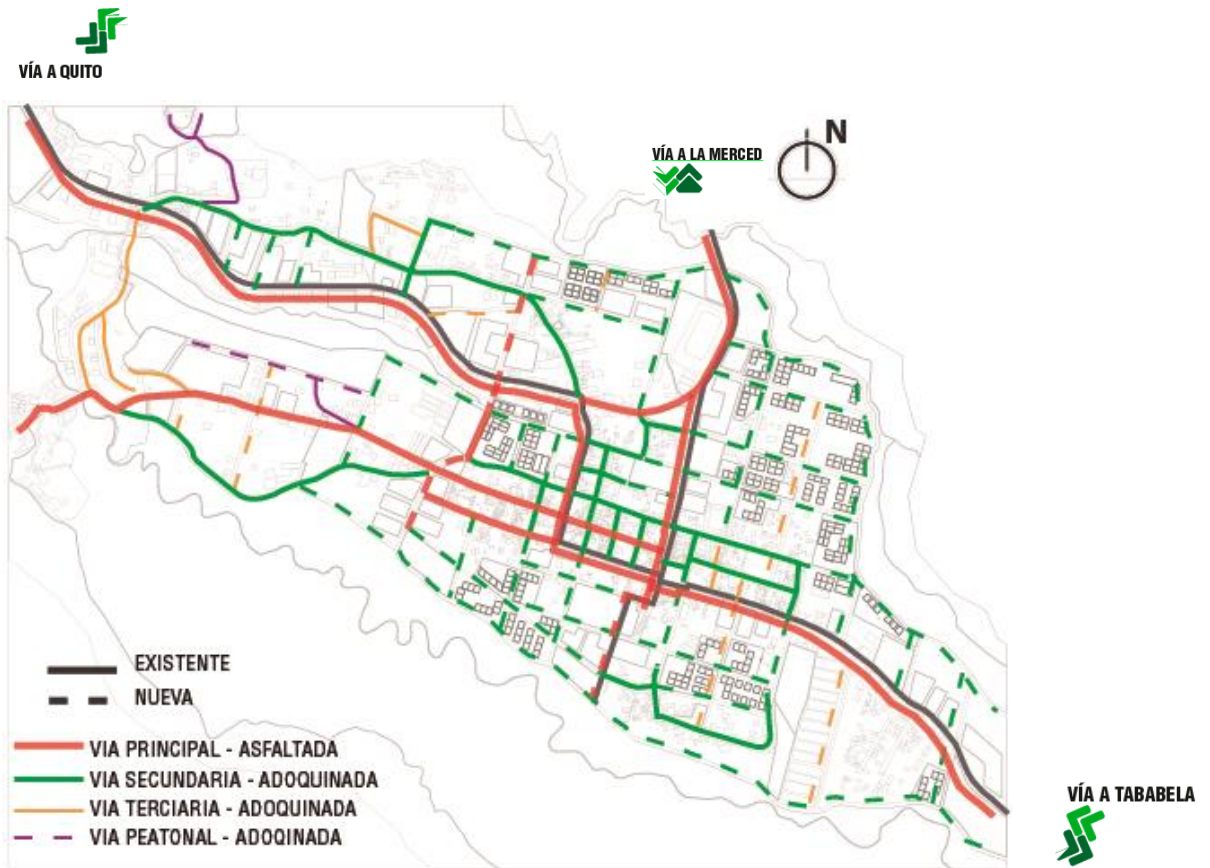 VÍA A QUITO
N
VÍA A LA MERCED
EXISTENTE
NUEVA
VIA PRINCIPAL - ASFALTADA
VIA SECUNDARIA - ADOQUINADA
VIA TERCIARIA - ADOQUINADA
VIA PEATONAL - ADOQINADA
VÍA A TABABELA